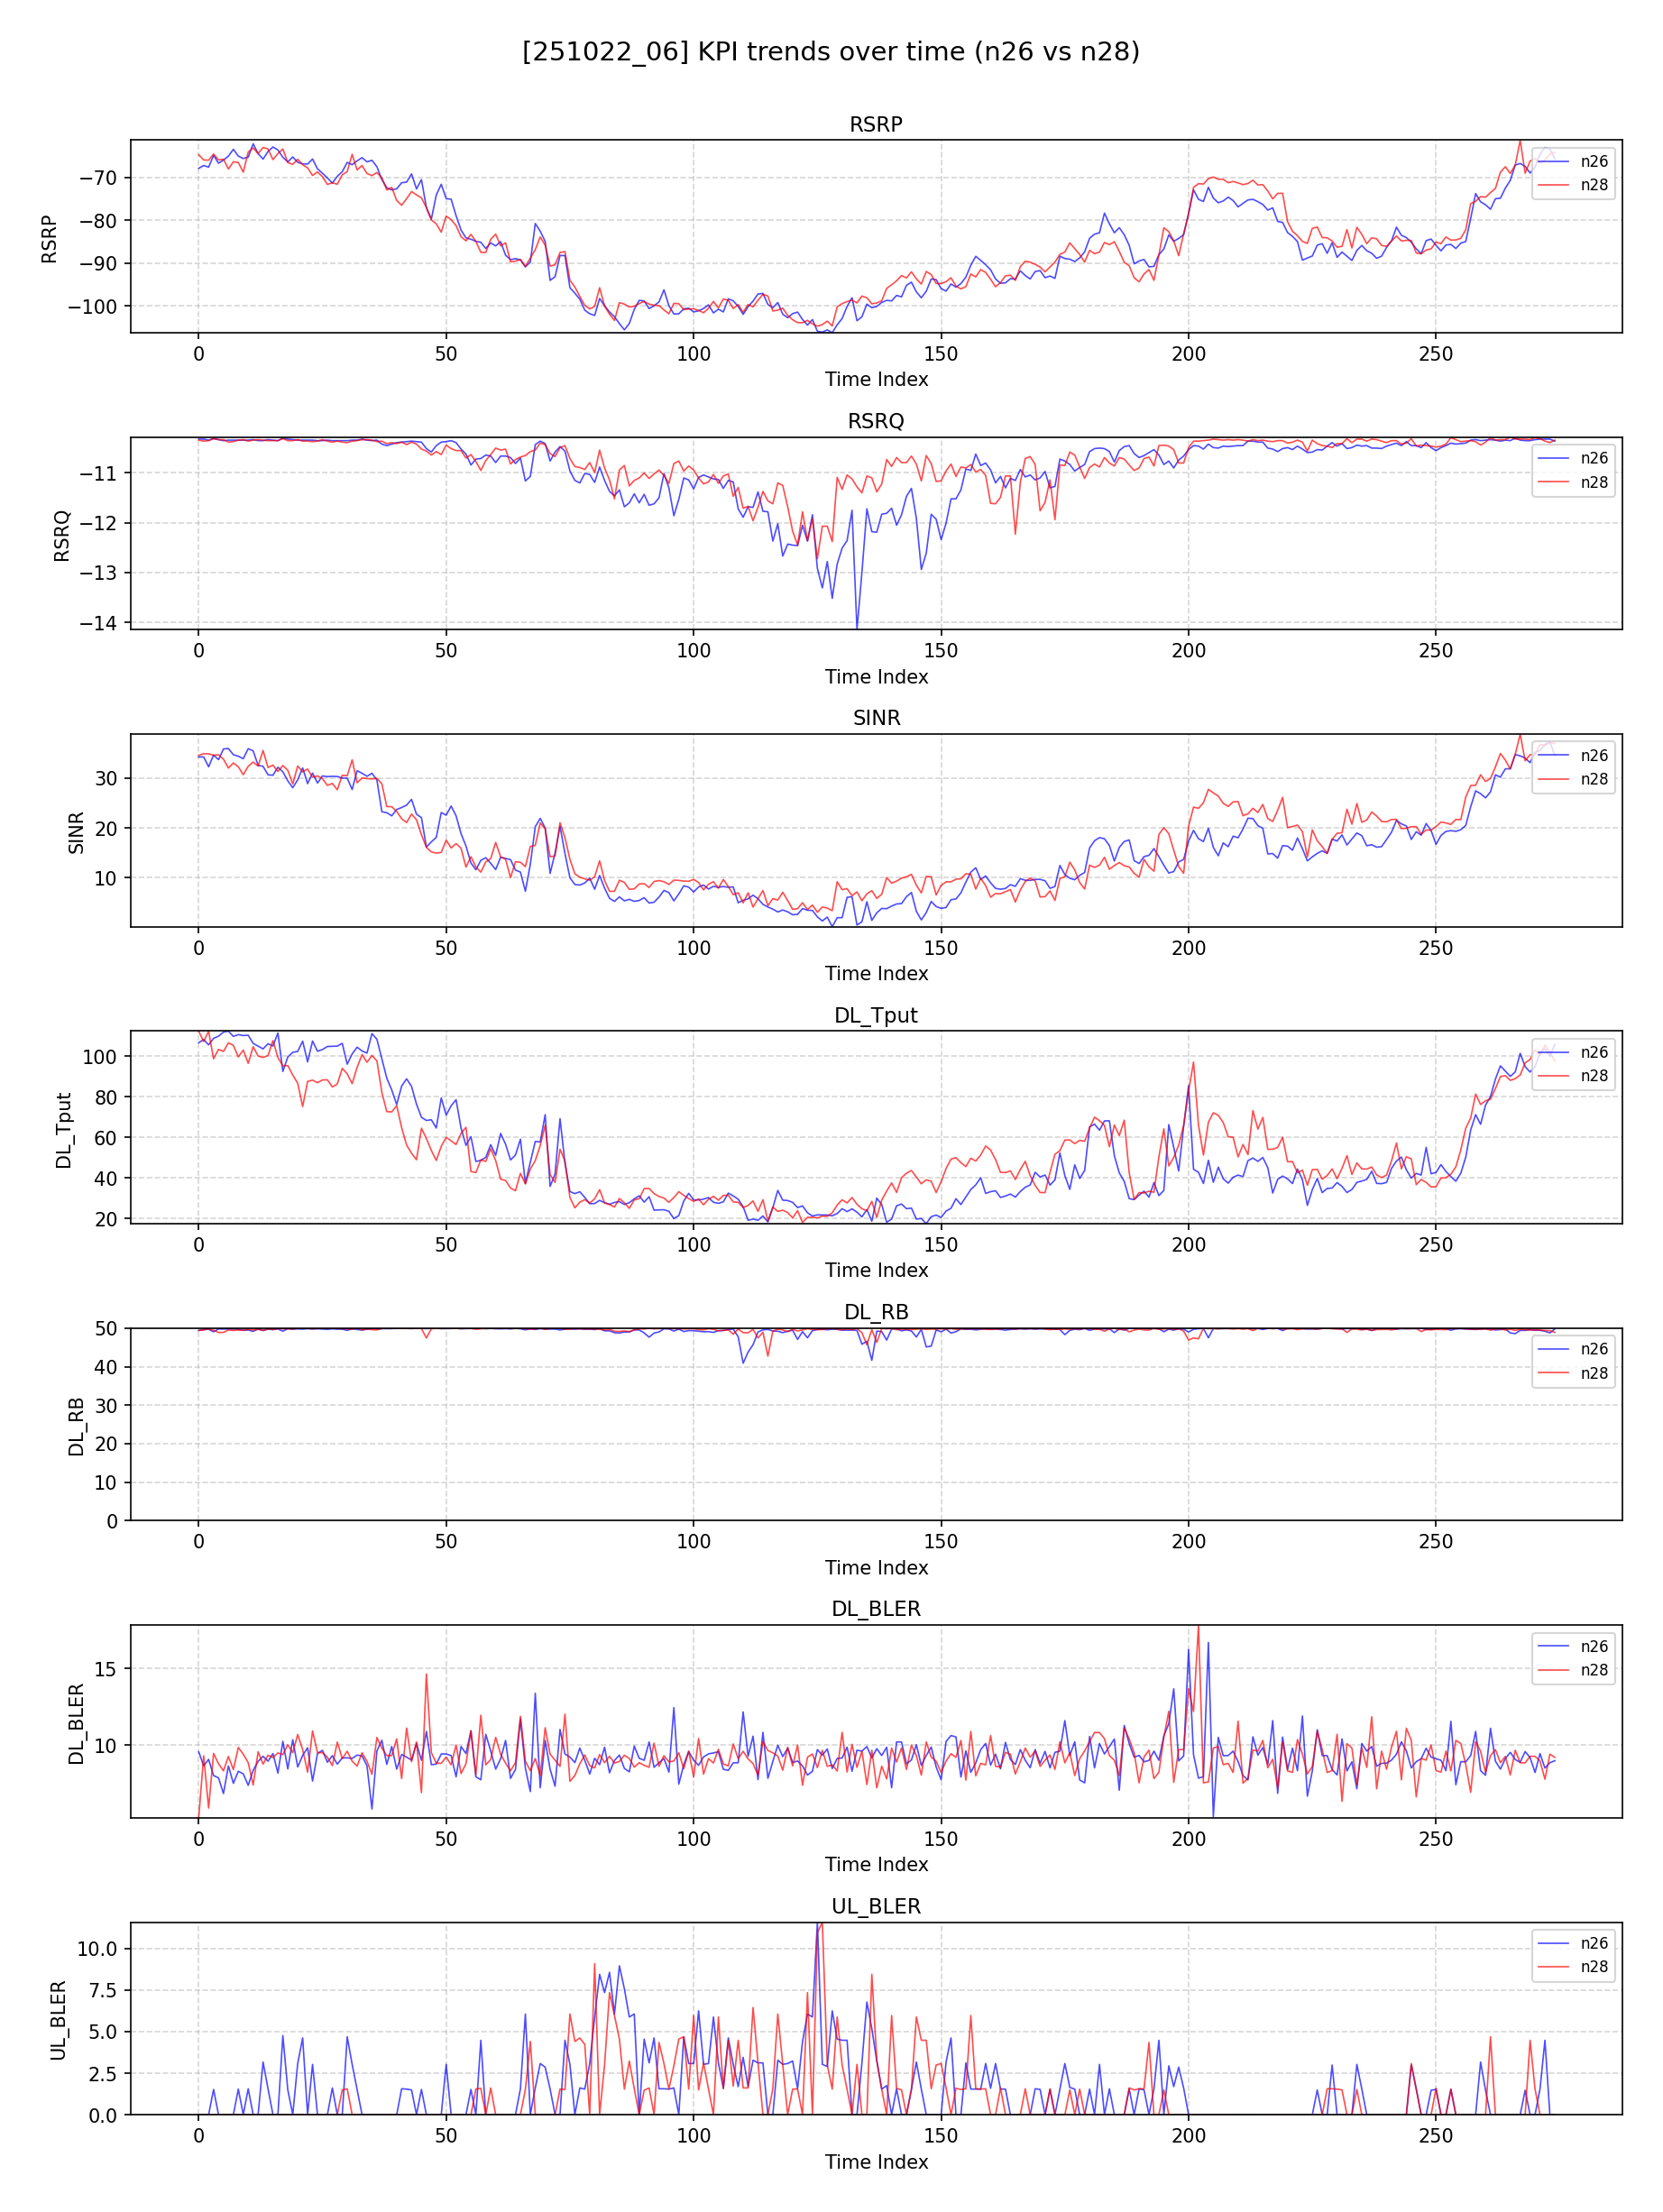 [251022_06] KPI trends over time (n26 vs n28)
RSRP
RSRP
−70
−80
−90
−100
n26
n28
0 50 100 150 200 250
Time Index
RSRQ
RSRQ
−11
−12
−13
−14
n26
n28
0 50 100 150 200 250
Time Index
SINR
SINR
30
20
10
n26
n28
0 50 100 150 200 250
Time Index
DL_Tput
DL_Tput
100
80
60
40
20
n26
n28
0 50 100 150 200 250
Time Index
DL_RB
DL_RB
50
40
30
20
10
0
n26
n28
0 50 100 150 200 250
Time Index
DL_BLER
DL_BLER
15
10
n26
n28
0 50 100 150 200 250
Time Index
UL_BLER
UL_BLER
10.0
7.5
5.0
2.5
0.0
n26
n28
0 50 100 150 200 250
Time Index